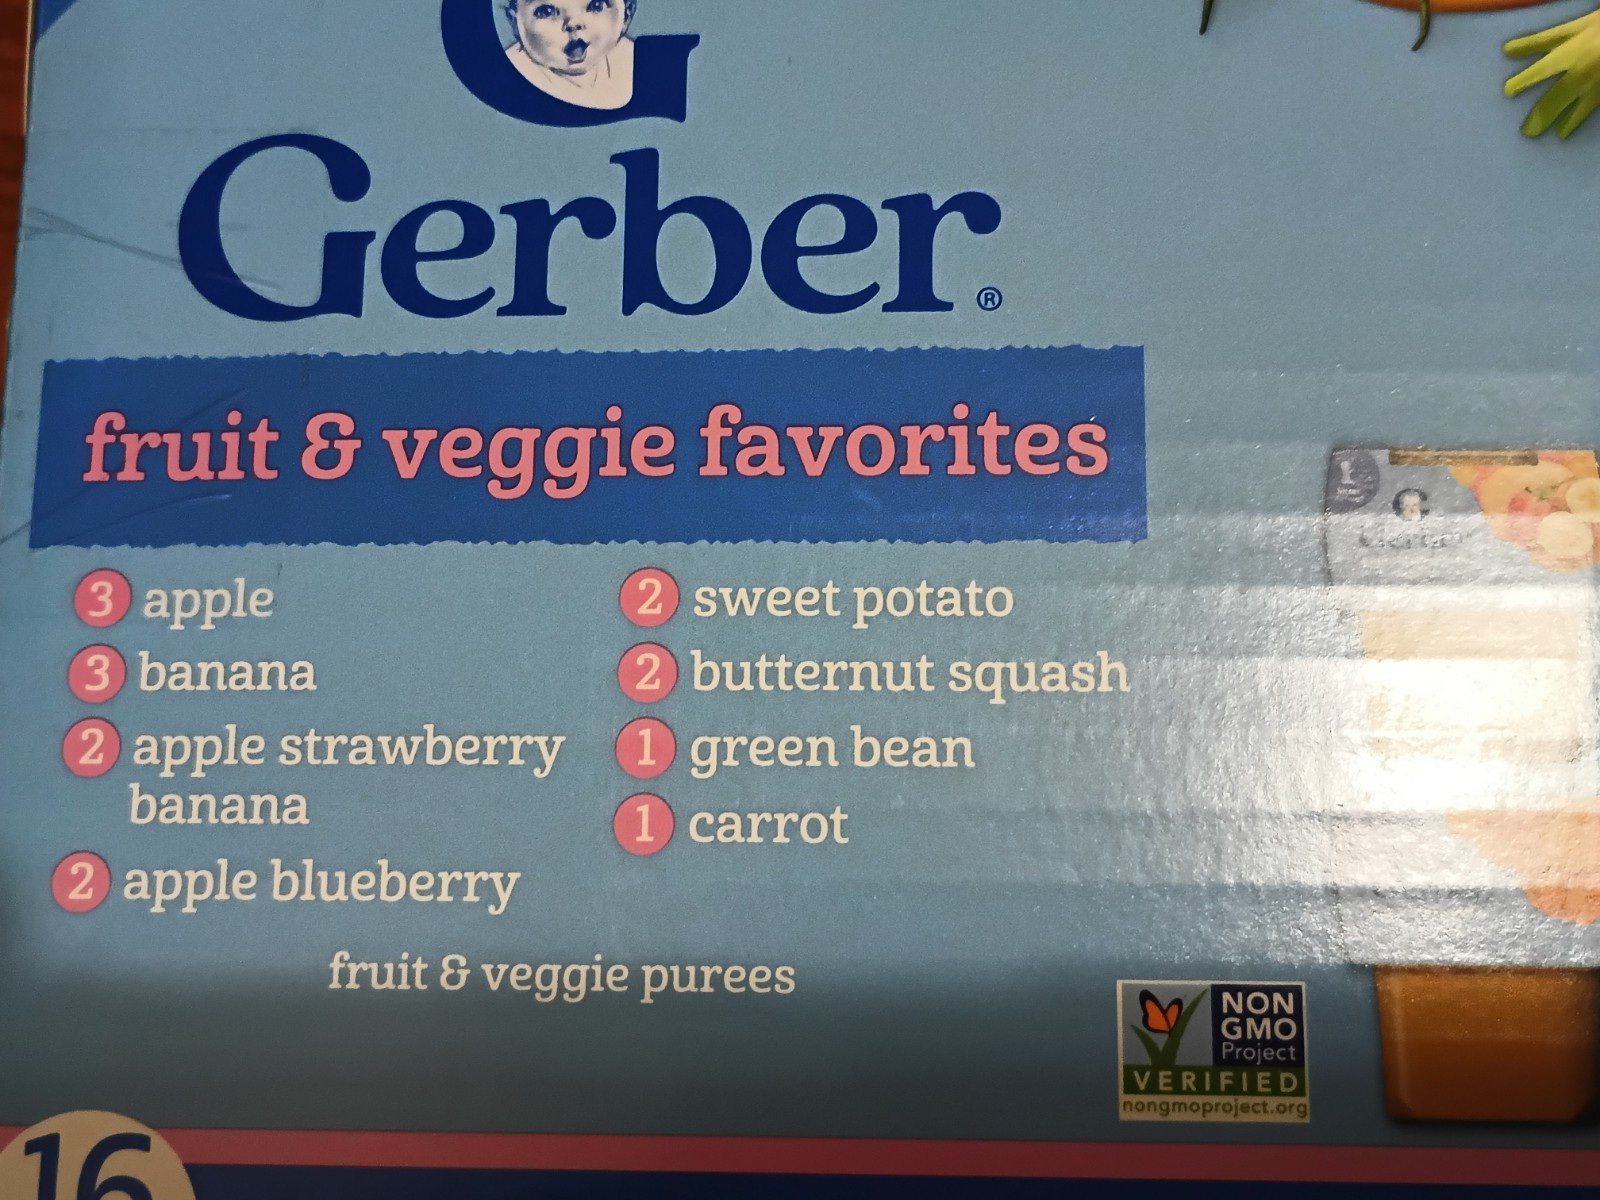 G
Gerber®
fruit & veggie favorites
3 apple
3 banana
2 apple strawberry
banana
2 apple blueberry
2 sweet potato
2 butternut squash
1 green bean
1 carrot
fruit & veggie purees
Gerber
NON
GMO
Project
VERIFIED
nongmoproject.org
16